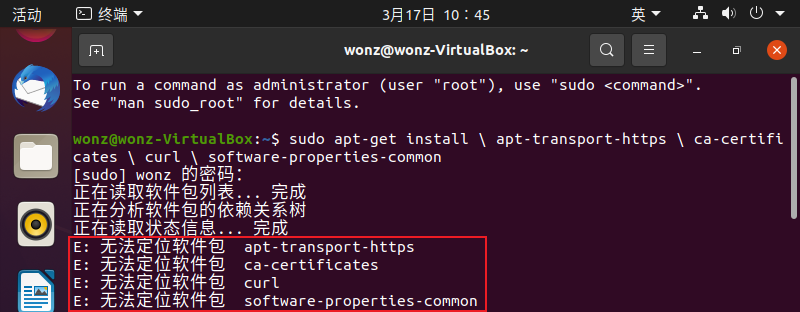 活动 终端 3月17日 10：45 英
wonz@wonz-VirtualBox: ~
To run a command as administrator (user "root"), use "sudo <command>".
See "man sudo_root" for details.
wonz@wonz-VirtualBox:~$ sudo apt-get install \ apt-transport-https \ ca-certifi
cates \ curl \ software-properties-common
[sudo] wonz 的密码：
正在读取软件包列表... 完成
正在分析软件包的依赖关系树
正在读取状态信息... 完成
E: 无法定位软件包  apt-transport-https
E: 无法定位软件包  ca-certificates
E: 无法定位软件包  curl
E: 无法定位软件包  software-properties-common